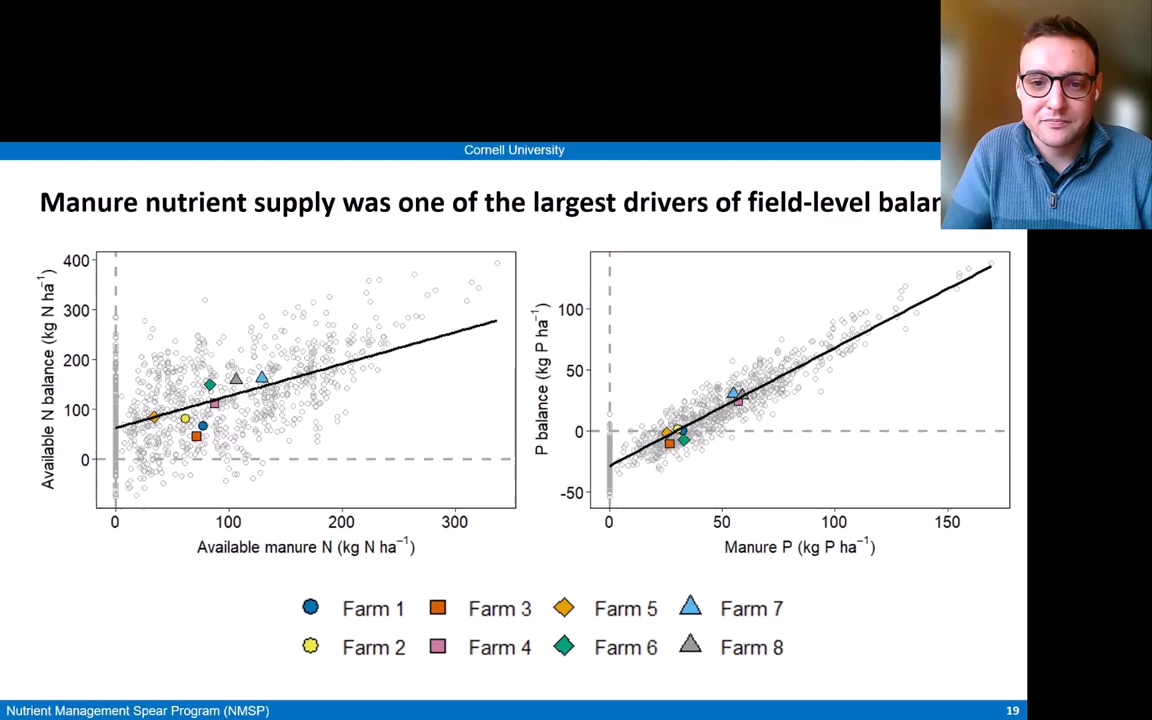 Cornell University
Manure nutrient supply was one of the largest drivers of field-level
Available N balance (kg N ha⁻¹)
400
300
200
100
0
0 100 200 300
Available manure N (kg N ha⁻¹)
P balance (kg P ha⁻¹)
100
50
0
-50
0 50 100 150
Manure P (kg P ha⁻¹)
Farm 1 Farm 3 Farm 5 Farm 7
Farm 2 Farm 4 Farm 6 Farm 8
Nutrient Management Spear Program (NMSP) 19